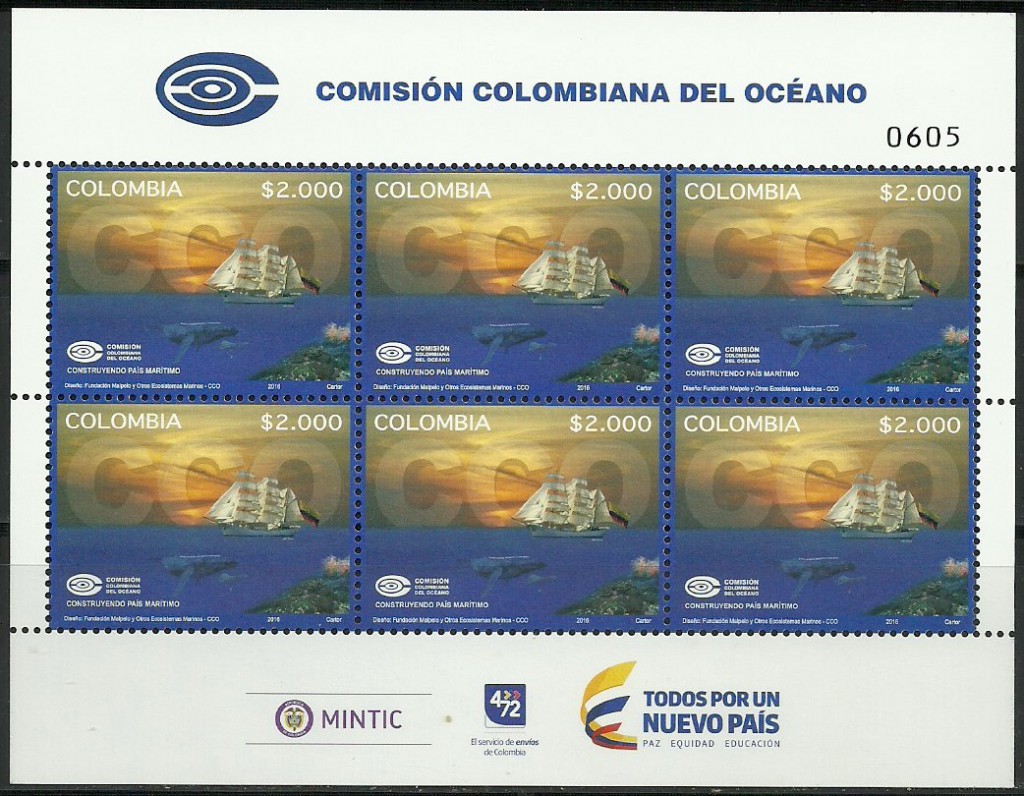 COMISIÓN COLOMBIANA DEL OCÉANO
0605
COLOMBIA $2.000
CCO
COMISIÓN
COLOMBIANA
DEL OCÉANO
CONSTRUYENDO PAÍS MARÍTIMO
Diseño: Fundación Malpelo y Otros Ecosistemas Marinos - CCO 2016 Cartor
COLOMBIA $2.000
CCO
COMISIÓN
COLOMBIANA
DEL OCÉANO
CONSTRUYENDO PAÍS MARÍTIMO
Diseño: Fundación Malpelo y Otros Ecosistemas Marinos - CCO 2016 Cartor
COLOMBIA $2.000
CCO
COMISIÓN
COLOMBIANA
DEL OCÉANO
CONSTRUYENDO PAÍS MARÍTIMO
Diseño: Fundación Malpelo y Otros Ecosistemas Marinos - CCO 2016 Cartor
COLOMBIA $2.000
CCO
COMISIÓN
COLOMBIANA
DEL OCÉANO
CONSTRUYENDO PAÍS MARÍTIMO
Diseño: Fundación Malpelo y Otros Ecosistemas Marinos - CCO 2016 Cartor
COLOMBIA $2.000
CCO
COMISIÓN
COLOMBIANA
DEL OCÉANO
CONSTRUYENDO PAÍS MARÍTIMO
Diseño: Fundación Malpelo y Otros Ecosistemas Marinos - CCO 2016 Cartor
COLOMBIA $2.000
CCO
COMISIÓN
COLOMBIANA
DEL OCÉANO
CONSTRUYENDO PAÍS MARÍTIMO
Diseño: Fundación Malpelo y Otros Ecosistemas Marinos - CCO 2016 Cartor
MINTIC
4>>72
El servicio de envíos
de Colombia
TODOS POR UN
NUEVO PAÍS
PAZ EQUIDAD EDUCACIÓN